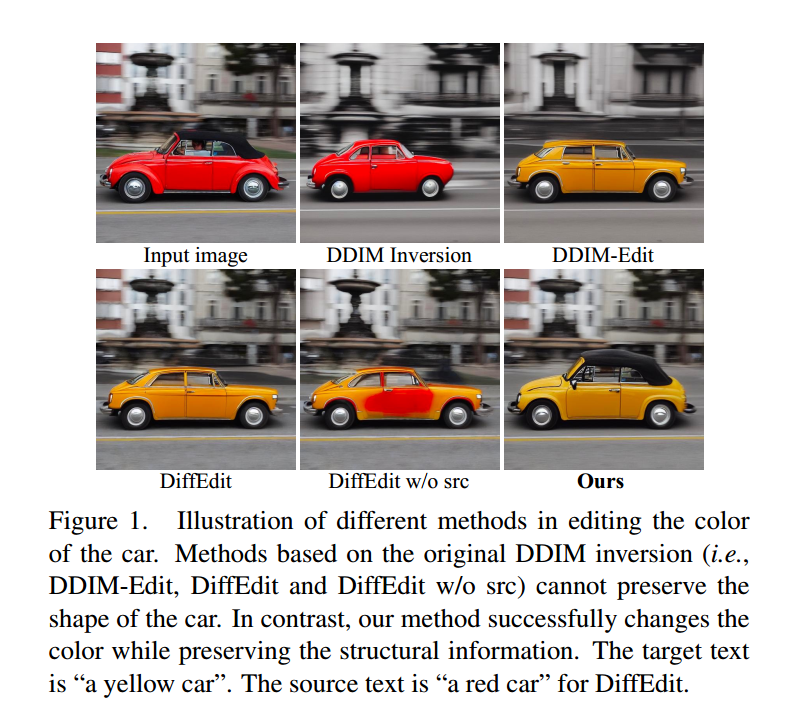 Input image
DDIM Inversion
DDIM-Edit
DiffEdit
DiffEdit w/o src
Ours
Figure 1. Illustration of different methods in editing the color
of the car. Methods based on the original DDIM inversion (i.e.,
DDIM-Edit, DiffEdit and DiffEdit w/o src) cannot preserve the
shape of the car. In contrast, our method successfully changes the
color while preserving the structural information. The target text
is “a yellow car”. The source text is “a red car” for DiffEdit.